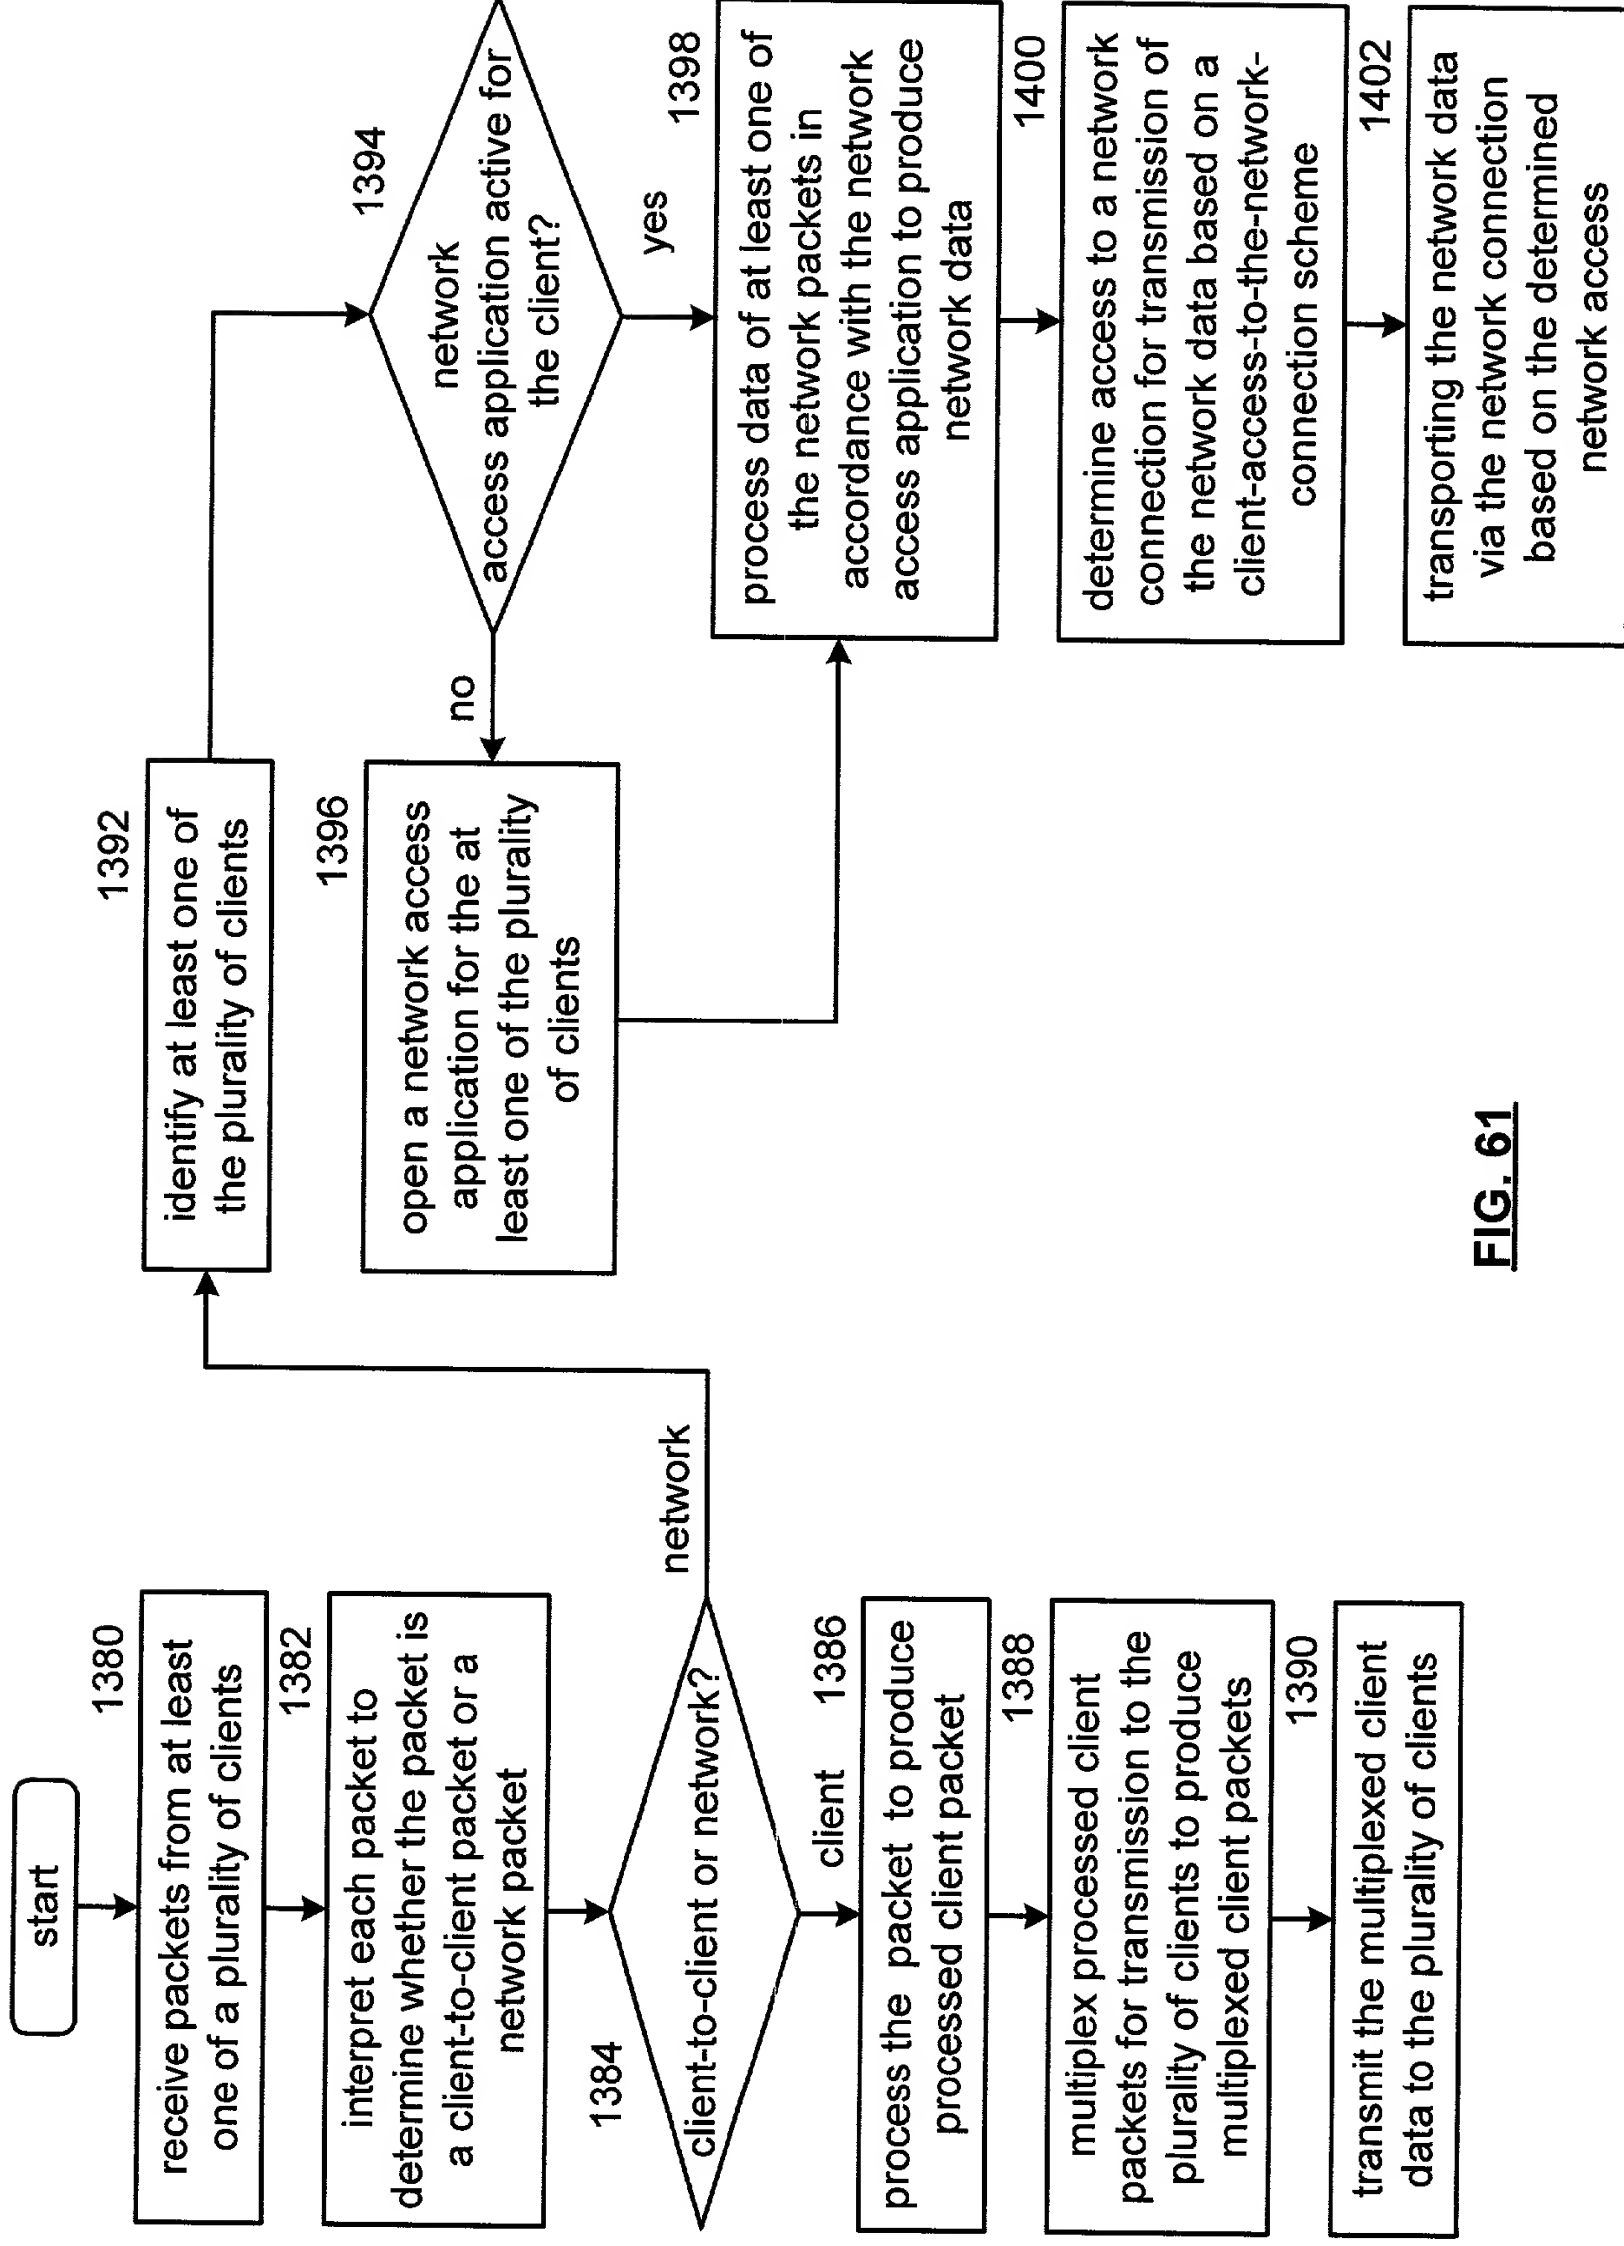 start
1380
receive packets from at least
one of a plurality of clients
1382
interpret each packet to
determine whether the packet is
a client-to-client packet or a
network packet
1384
client-to-client or network?
network
client
1386
process the packet to produce
processed client packet
1388
multiplex processed client
packets for transmission to the
plurality of clients to produce
multiplexed client packets
1390
transmit the multiplexed client
data to the plurality of clients
1392
identify at least one of
the plurality of clients
1394
network
access application active for
the client?
no
yes
1396
open a network access
application for the at
least one of the plurality
of clients
1398
process data of at least one of
the network packets in
accordance with the network
access application to produce
network data
1400
determine access to a network
connection for transmission of
the network data based on a
client-access-to-the-network-
connection scheme
1402
transporting the network data
via the network connection
based on the determined
network access
FIG. 61